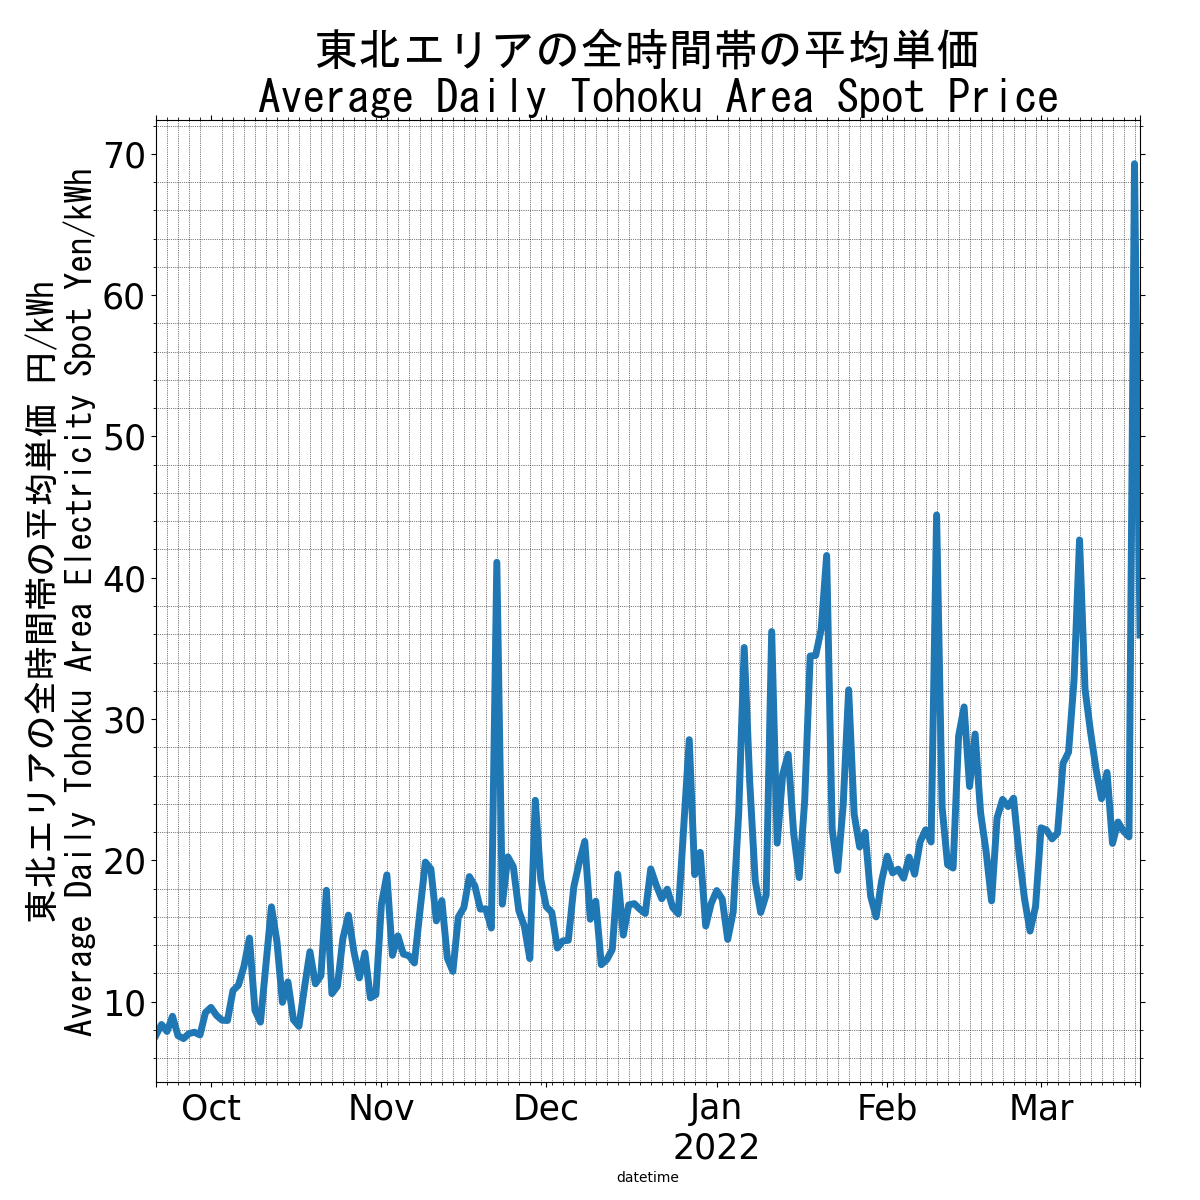 東北エリアの全時間帯の平均単価
Average Daily Tohoku Area Spot Price
東北エリアの全時間帯の平均単価 円/kWh
Average Daily Tohoku Area Electricity Spot Yen/kWh
70
60
50
40
30
20
10
Oct Nov Dec Jan Feb Mar
2022
datetime